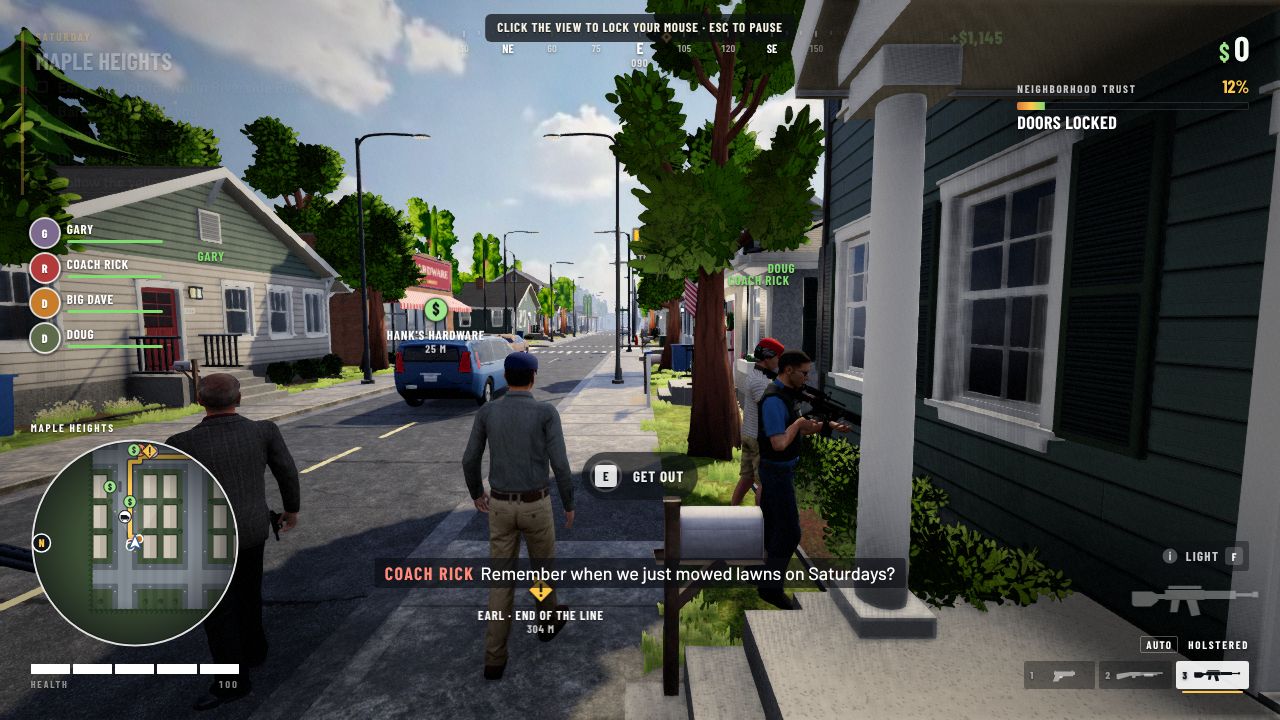 CLICK THE VIEW TO LOCK YOUR MOUSE · ESC TO PAUSE
SATURDAY
MAPLE HEIGHTS
NE 60 75 E 105 120 SE 150
090
+$1,145
$0
NEIGHBORHOOD TRUST 12%
DOORS LOCKED
G GARY
R COACH RICK
D BIG DAVE
D DOUG
GARY
DOUG
COACH RICK
$
HANK'S HARDWARE
25 M
E GET OUT
MAPLE HEIGHTS
N
COACH RICK Remember when we just mowed lawns on Saturdays?
EARL · END OF THE LINE
304 M
LIGHT F
AUTO HOLSTERED
1 2 3
HEALTH 100